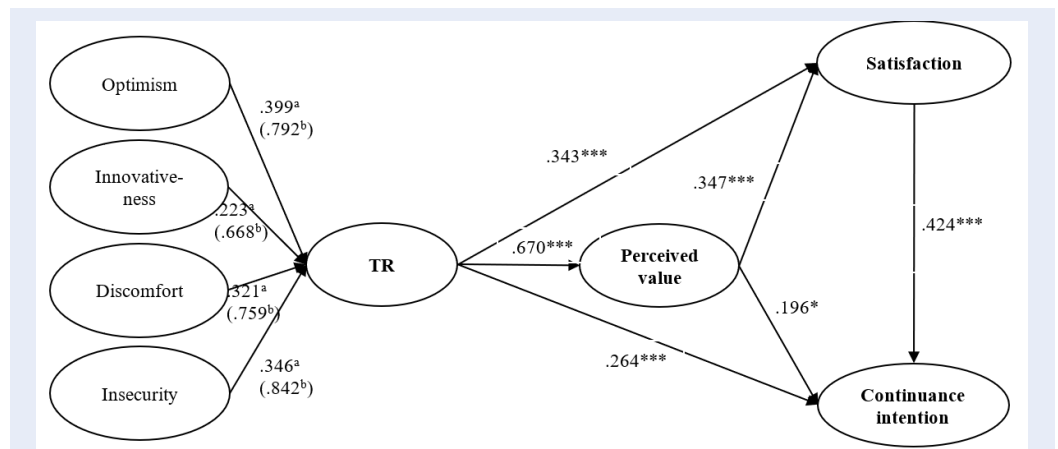 Optimism
.399ᵃ
(.792ᵇ)
Innovative-
ness
.223ᵃ
(.668ᵇ)
Discomfort
.321ᵃ
(.759ᵇ)
Insecurity
.346ᵃ
(.842ᵇ)
TR
.343***
.670***
.264***
Perceived
value
.347***
.196*
Satisfaction
.424***
Continuance
intention